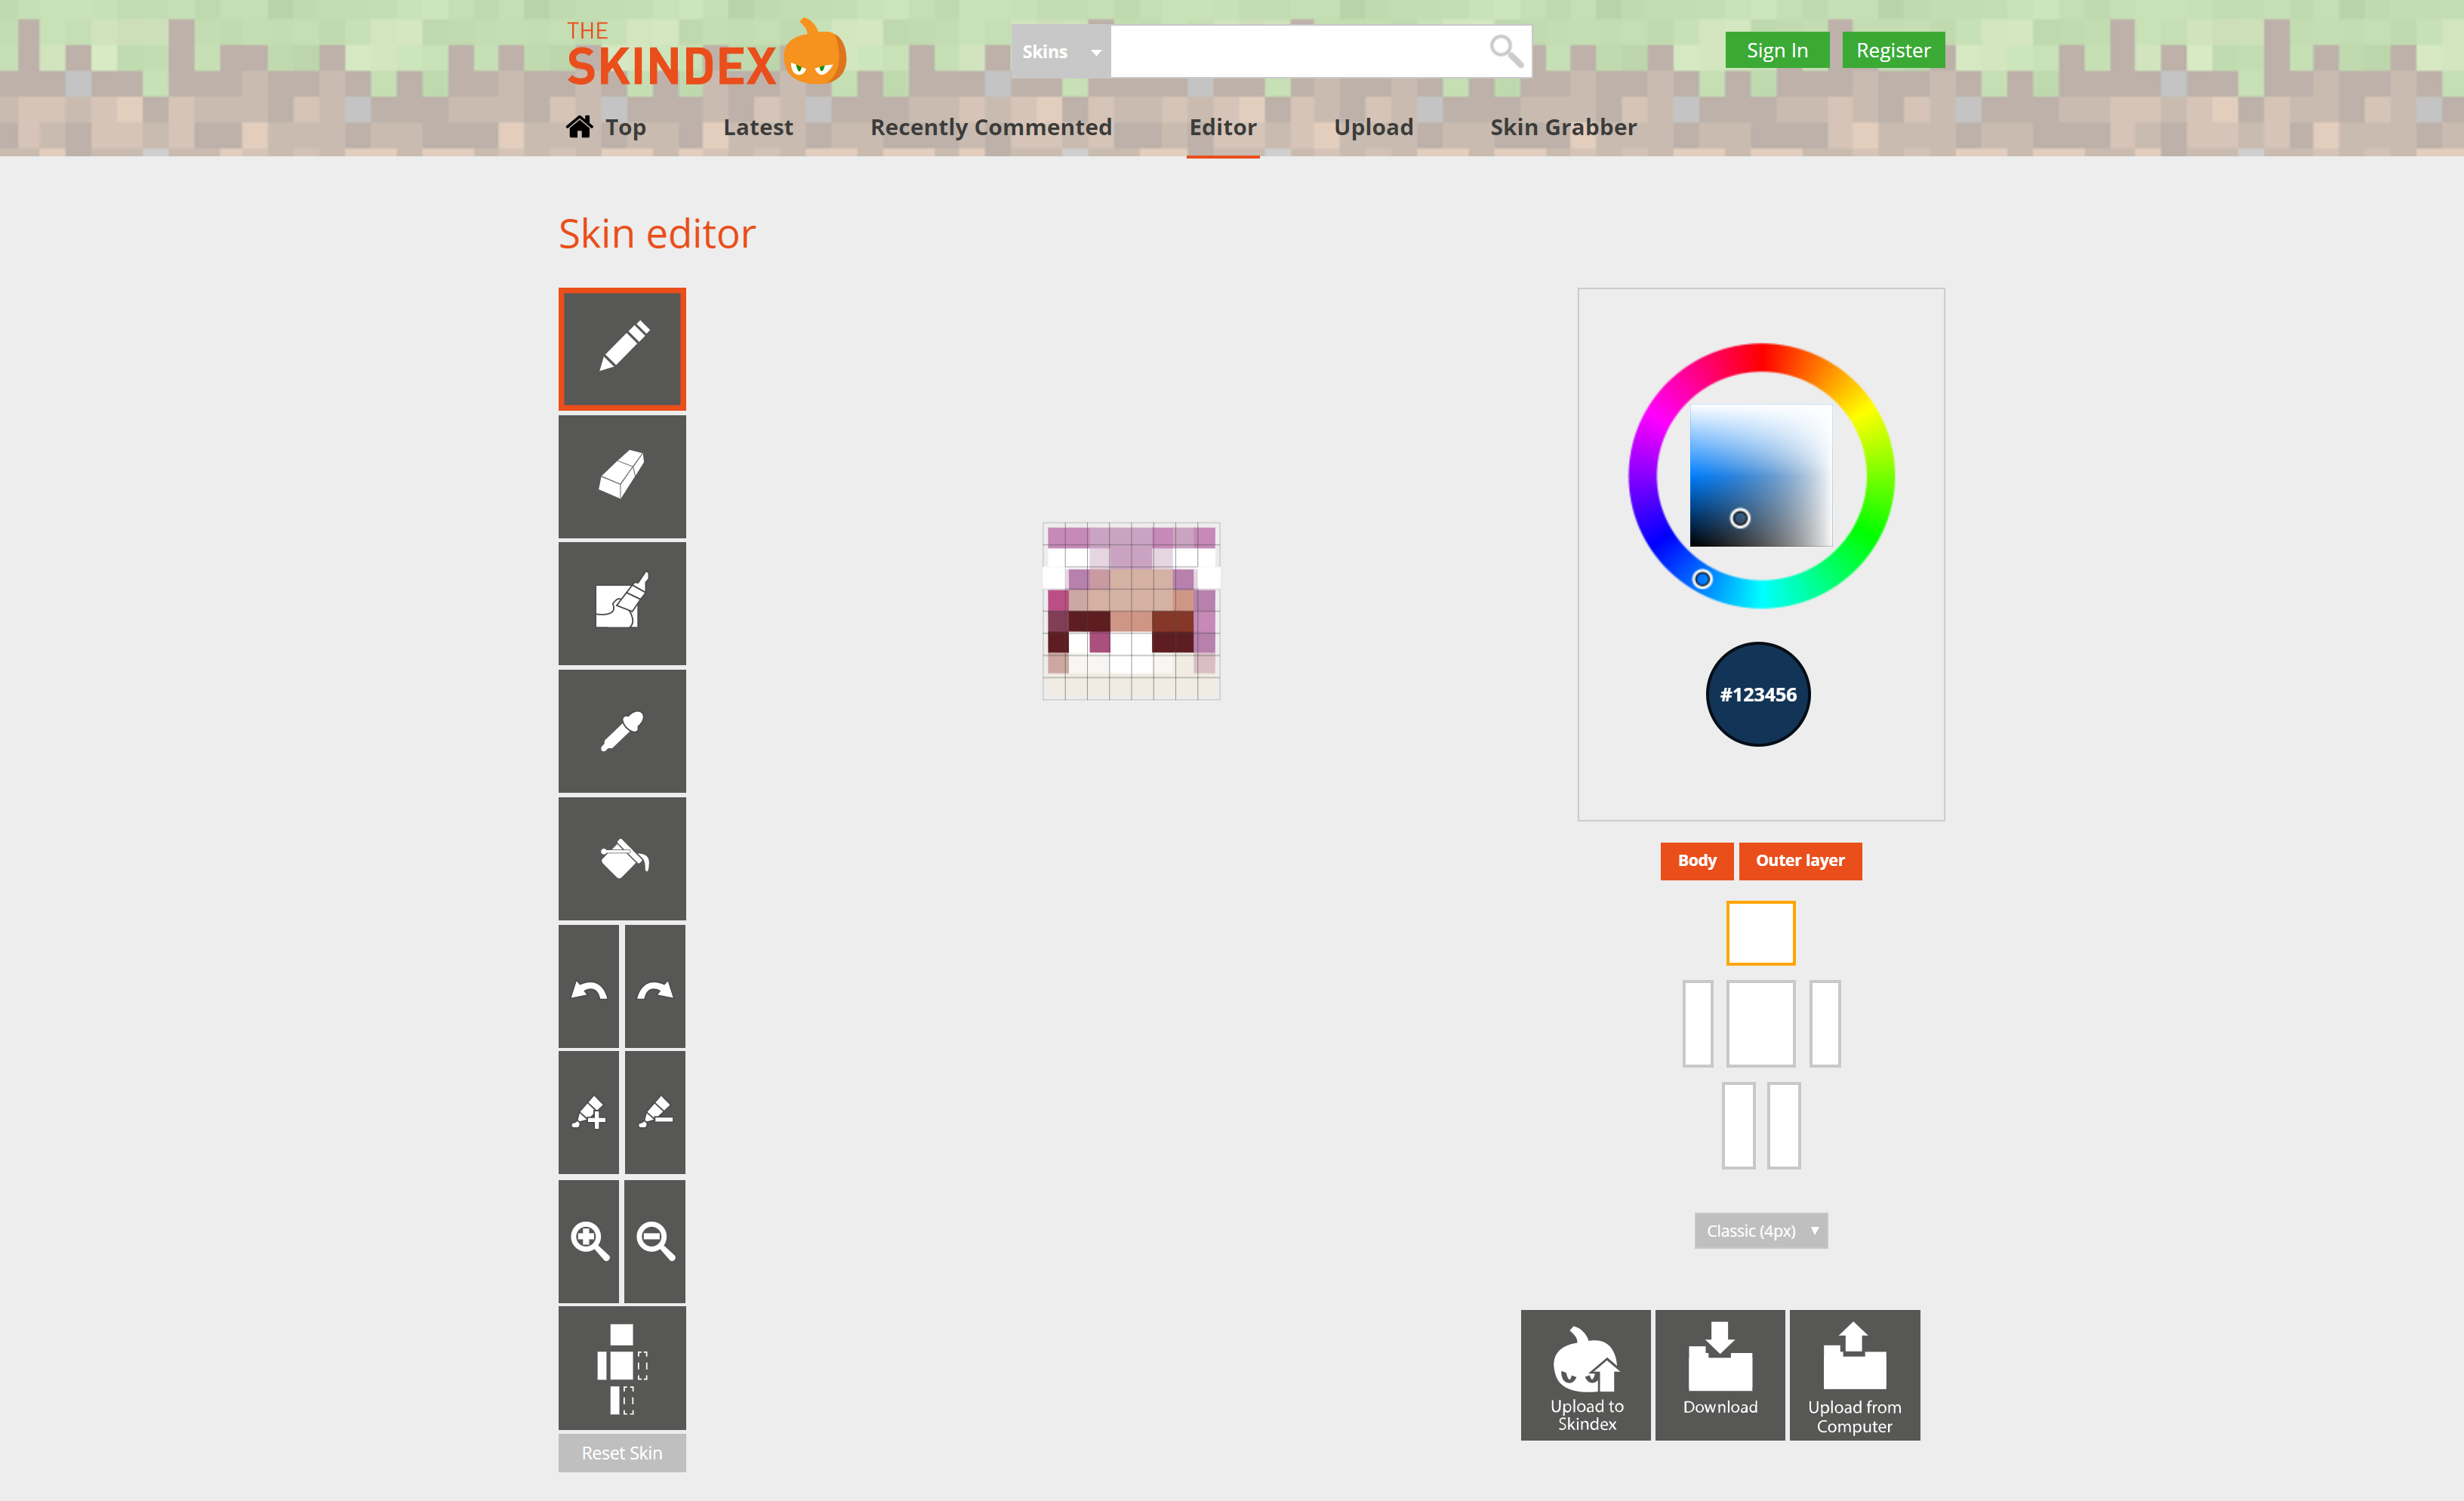 THE
SKINDEX
Skins
Sign In
Register
Top
Latest
Recently Commented
Editor
Upload
Skin Grabber
Skin editor
#123456
Body
Outer layer
Classic (4px)
Upload to
Skindex
Download
Upload from
Computer
Reset Skin